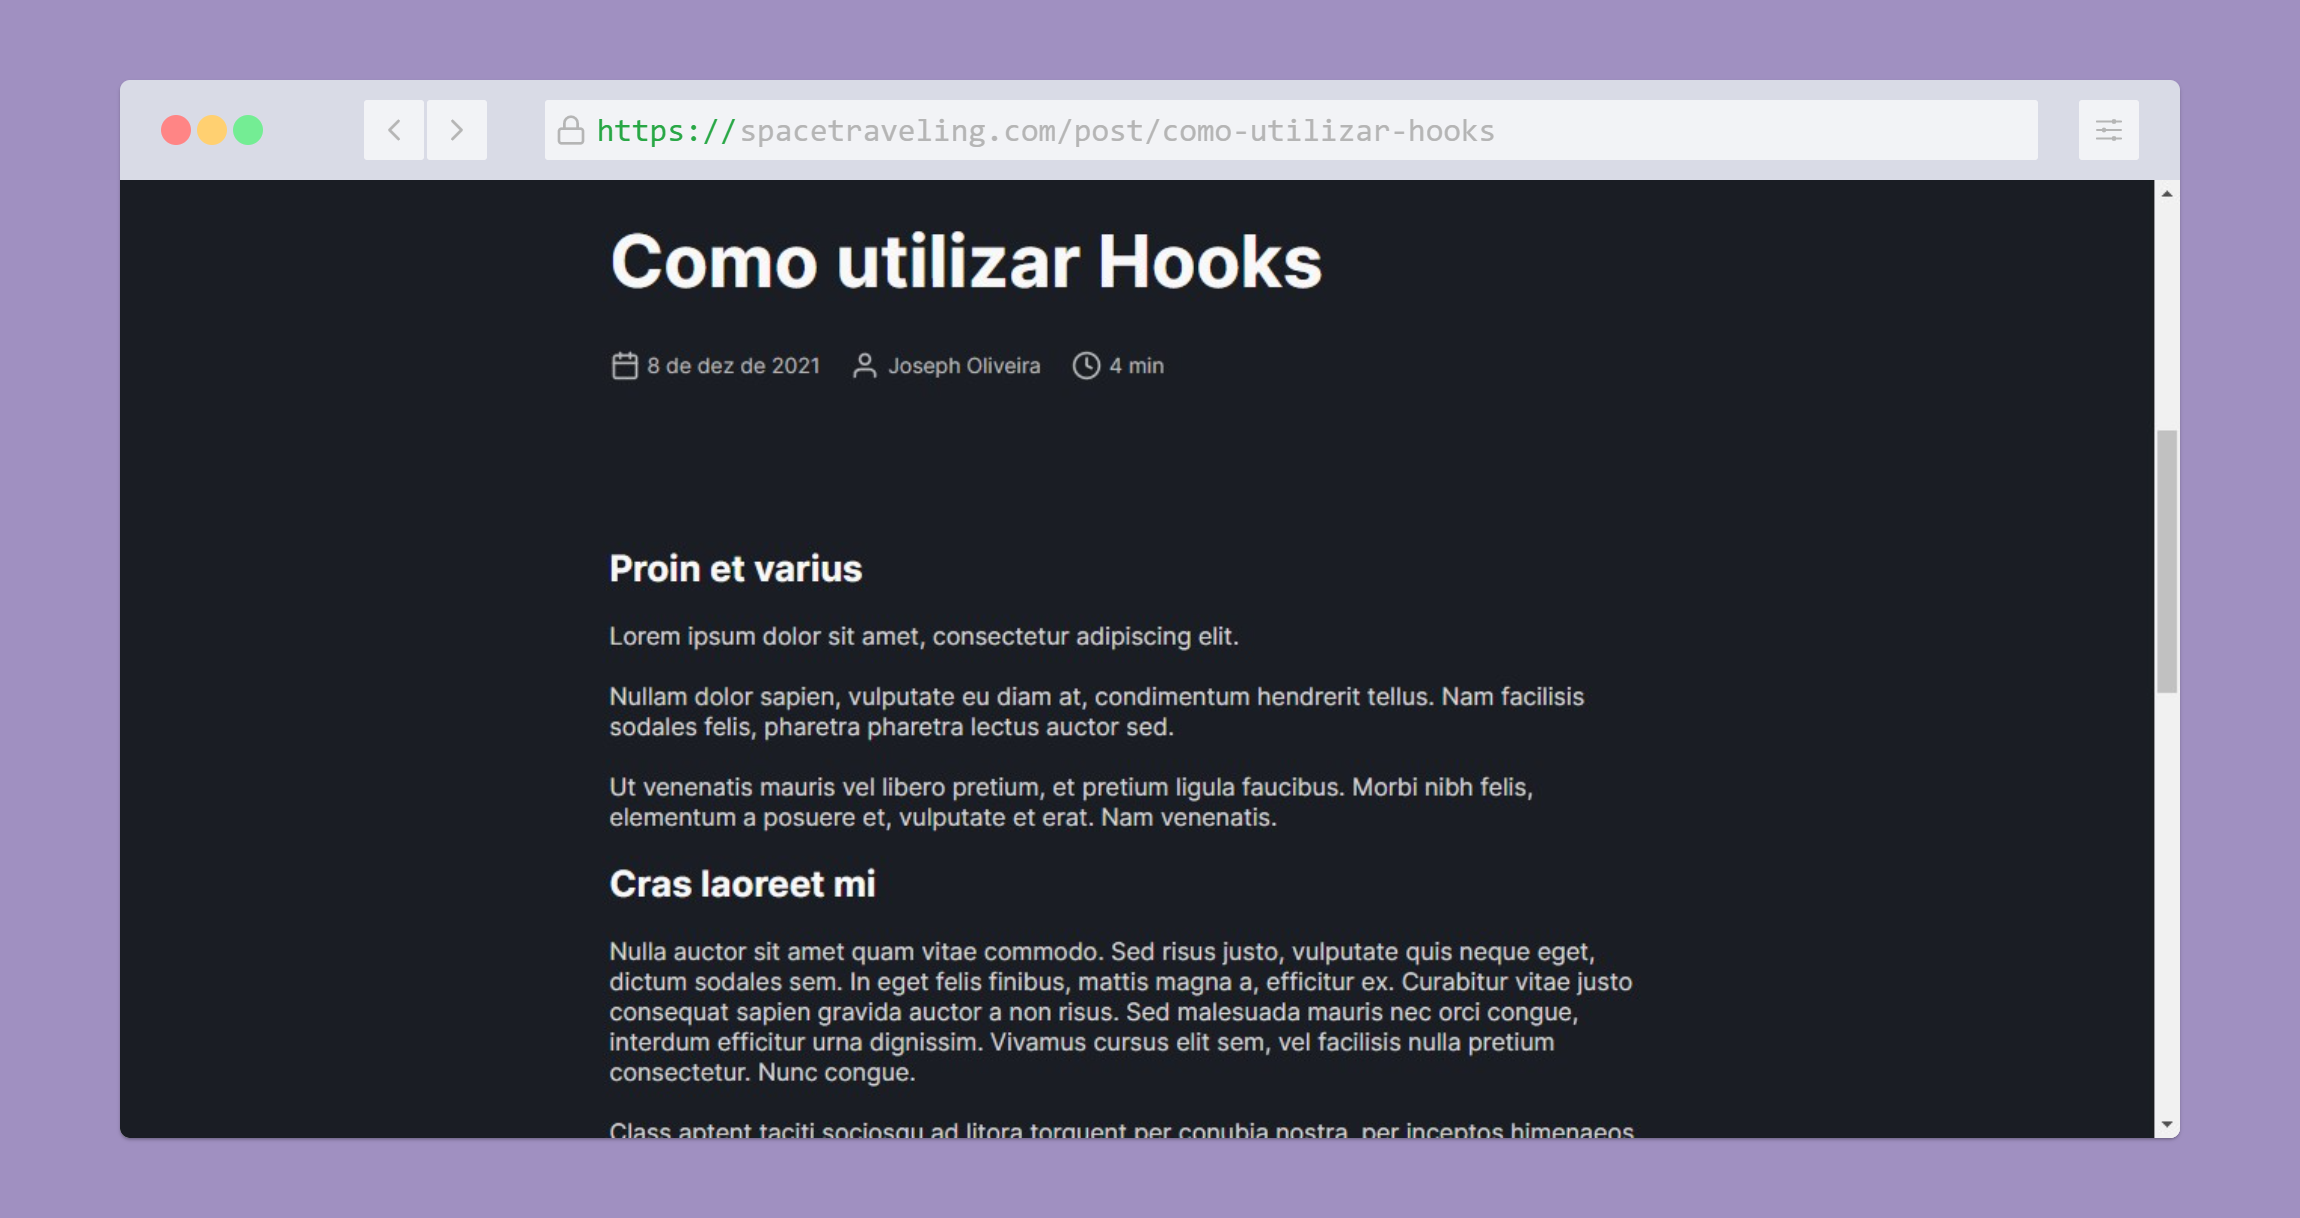 https://spacetraveling.com/post/como-utilizar-hooks
Como utilizar Hooks
8 de dez de 2021 Joseph Oliveira 4 min
Proin et varius
Lorem ipsum dolor sit amet, consectetur adipiscing elit.
Nullam dolor sapien, vulputate eu diam at, condimentum hendrerit tellus. Nam facilisis
sodales felis, pharetra pharetra lectus auctor sed.
Ut venenatis mauris vel libero pretium, et pretium ligula faucibus. Morbi nibh felis,
elementum a posuere et, vulputate et erat. Nam venenatis.
Cras laoreet mi
Nulla auctor sit amet quam vitae commodo. Sed risus justo, vulputate quis neque eget,
dictum sodales sem. In eget felis finibus, mattis magna a, efficitur ex. Curabitur vitae justo
consequat sapien gravida auctor a non risus. Sed malesuada mauris nec orci congue,
interdum efficitur urna dignissim. Vivamus cursus elit sem, vel facilisis nulla pretium
consectetur. Nunc congue.
Class aptent taciti sociosqu ad litora torquent per conubia nostra, per inceptos himenaeos